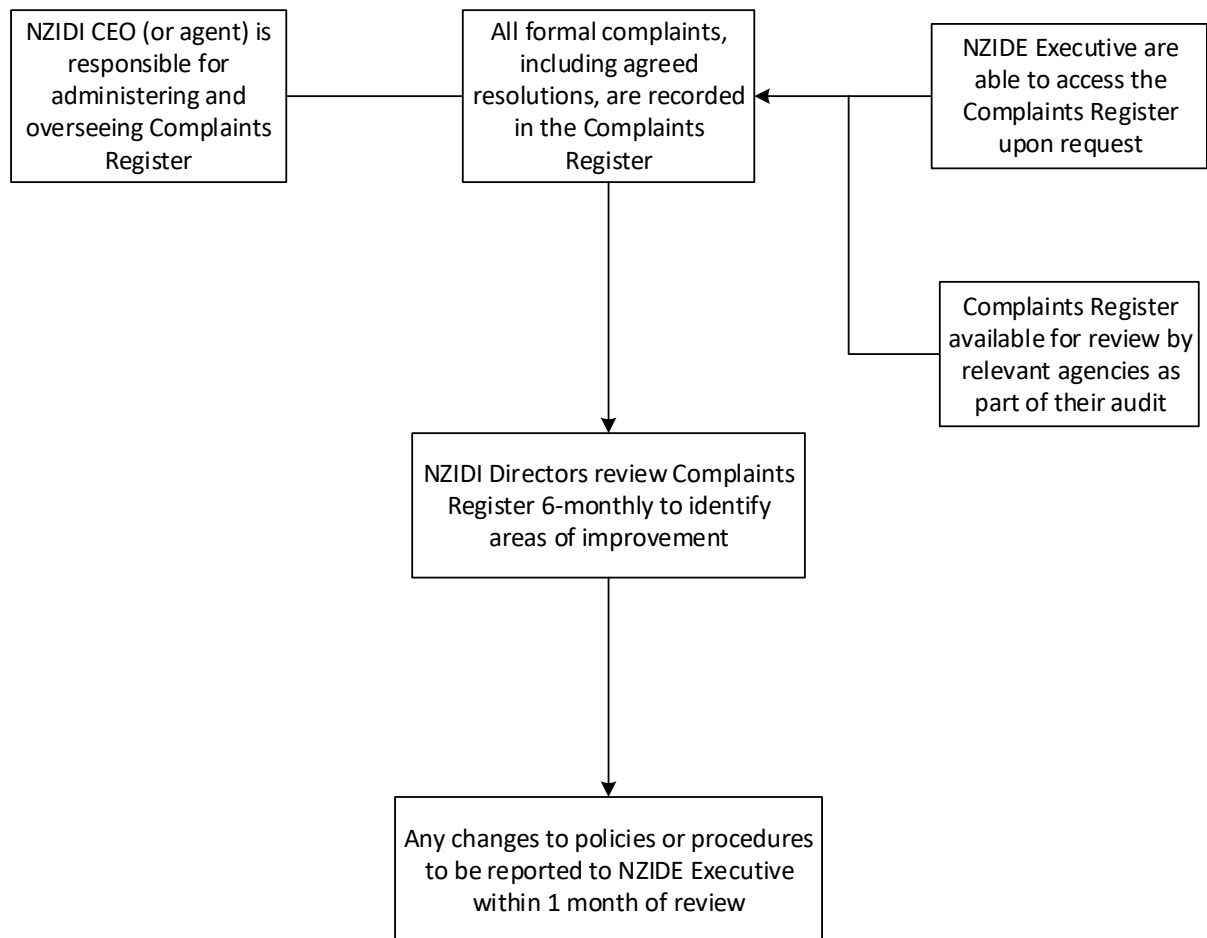 NZIDI CEO (or agent) is
responsible for
administering and
overseeing Complaints
Register
All formal complaints,
including agreed
resolutions, are recorded
in the Complaints
Register
NZIDE Executive are
able to access the
Complaints Register
upon request
Complaints Register
available for review by
relevant agencies as
part of their audit
NZIDI Directors review Complaints
Register 6-monthly to identify
areas of improvement
Any changes to policies or procedures
to be reported to NZIDE Executive
within 1 month of review